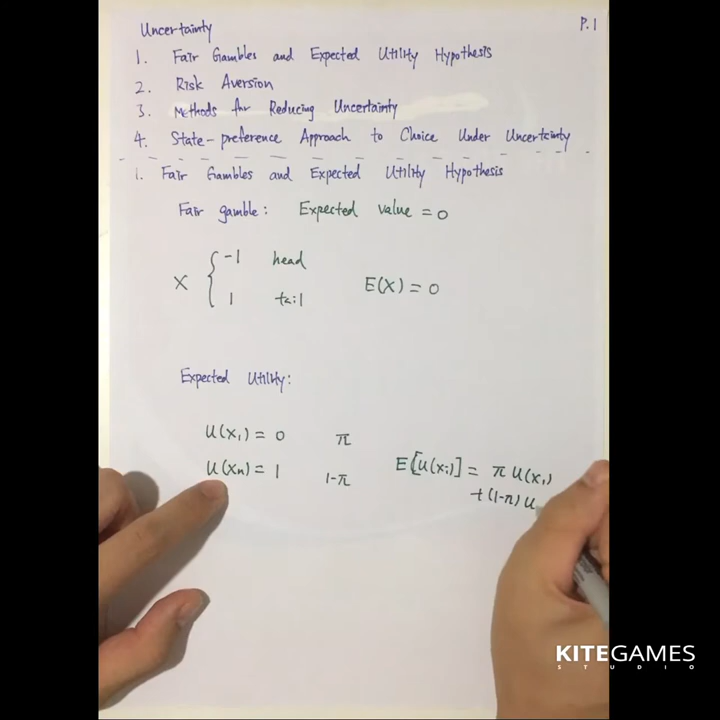 P.1
Uncertainty
1. Fair Gambles and Expected Utility Hypothesis
2. Risk Aversion
3. Methods for Reducing Uncertainty
4. State-preference Approach to Choice Under Uncertainty
1. Fair Gambles and Expected Utility Hypothesis
Fair gamble: Expected value = 0
-1 head
X { E(X) = 0
1 tail
Expected Utility:
U(x₁) = 0 π
U(xₙ) = 1 1-π
E[U(xᵢ)] = π U(x₁)
+ (1-π) U
KITEGAMES
STUDIO